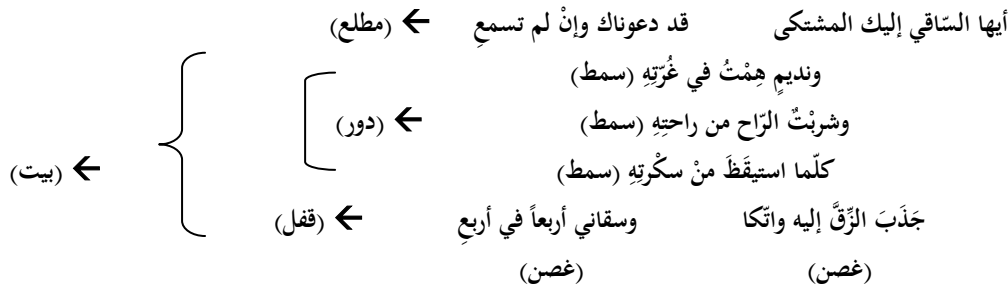 أيها السّاقي إليك المشتكى قد دعوناك وإنْ لم تسمعِ ← (مطلع)
ونديمٍ هِمْتُ في غُرّتِهِ (سمط)
وشربْتُ الرّاح من راحتِهِ (سمط) ← (دور)
كلّما استيقَظَ منْ سكْرتِهِ (سمط) ← (بيت)
جَذَبَ الزِّقَّ إليه واتّكا وسقاني أربعاً في أربعِ ← (قفل)
(غصن) (غصن)